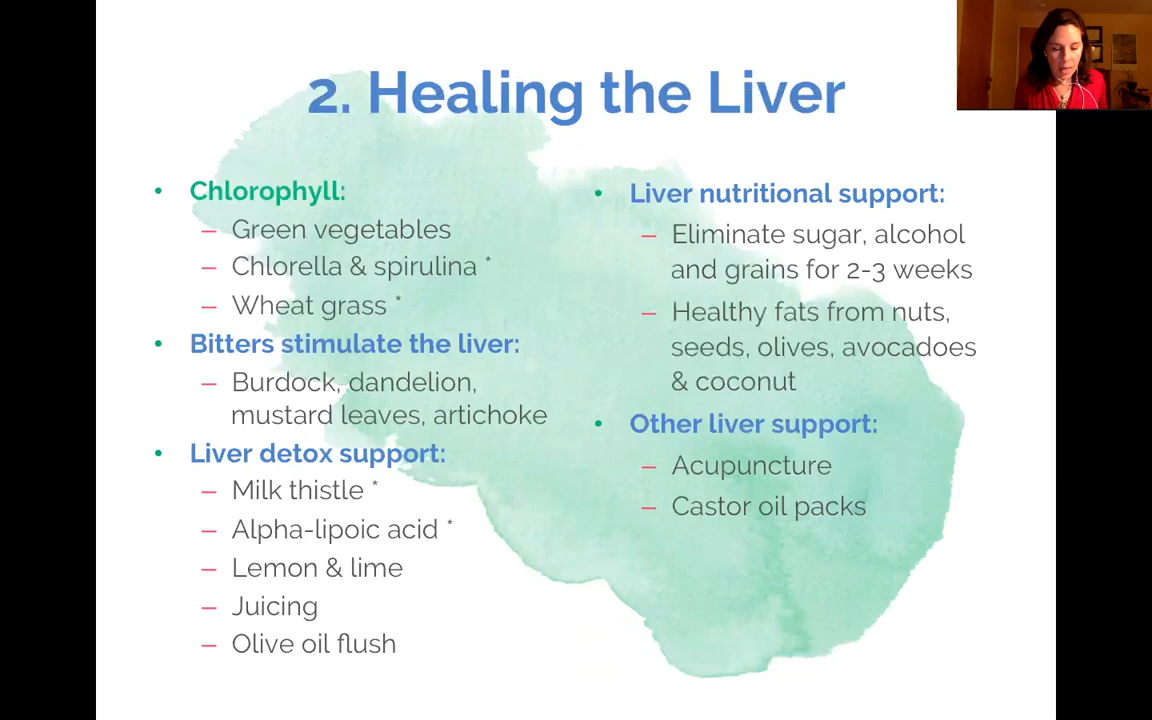 2. Healing the Liver
• Chlorophyll:
– Green vegetables
– Chlorella & spirulina *
– Wheat grass *
• Bitters stimulate the liver:
– Burdock, dandelion,
mustard leaves, artichoke
• Liver detox support:
– Milk thistle *
– Alpha-lipoic acid *
– Lemon & lime
– Juicing
– Olive oil flush
• Liver nutritional support:
– Eliminate sugar, alcohol
and grains for 2-3 weeks
– Healthy fats from nuts,
seeds, olives, avocadoes
& coconut
• Other liver support:
– Acupuncture
– Castor oil packs